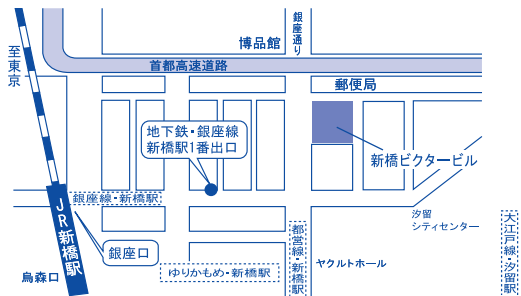 銀座通り
博品館
至東京
首都高速道路
郵便局
地下鉄・銀座線
新橋駅1番出口
新橋ビクタービル
銀座線・新橋駅
JR新橋駅
汐留
シティセンター
都営線・新橋駅
大江戸線・汐留駅
銀座口
烏森口
ゆりかもめ・新橋駅
ヤクルトホール